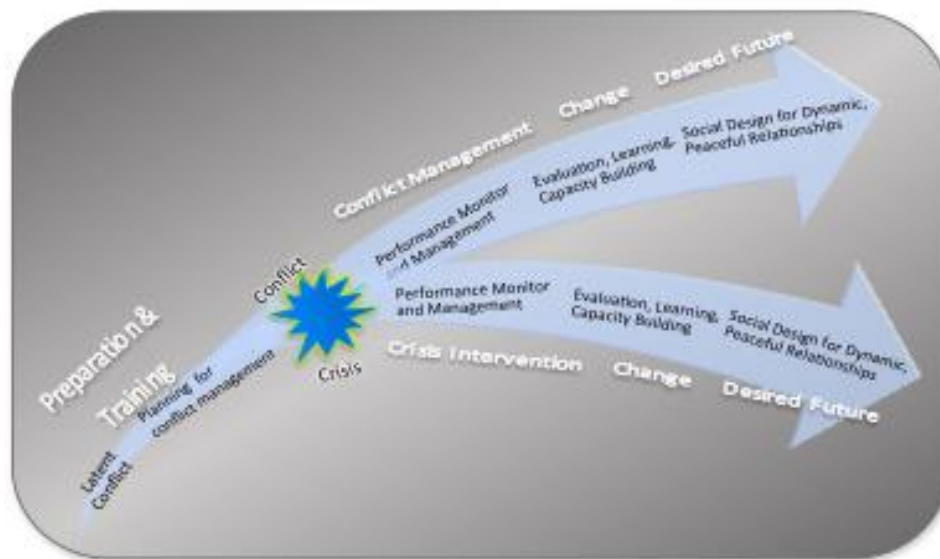 Preparation &
Training
Latent
Conflict
Planning for
conflict management
Conflict
Crisis
Conflict Management Change Desired Future
Performance Monitor
and Management
Evaluation, Learning,
Capacity Building
Social Design for Dynamic,
Peaceful Relationships
Performance Monitor
and Management
Evaluation, Learning,
Capacity Building
Social Design for Dynamic,
Peaceful Relationships
Crisis Intervention Change Desired Future